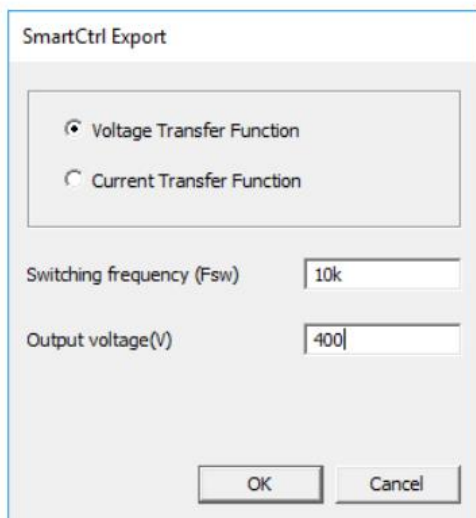 SmartCtrl Export
Voltage Transfer Function
Current Transfer Function
Switching frequency (Fsw) 10k
Output voltage(V) 400
OK Cancel